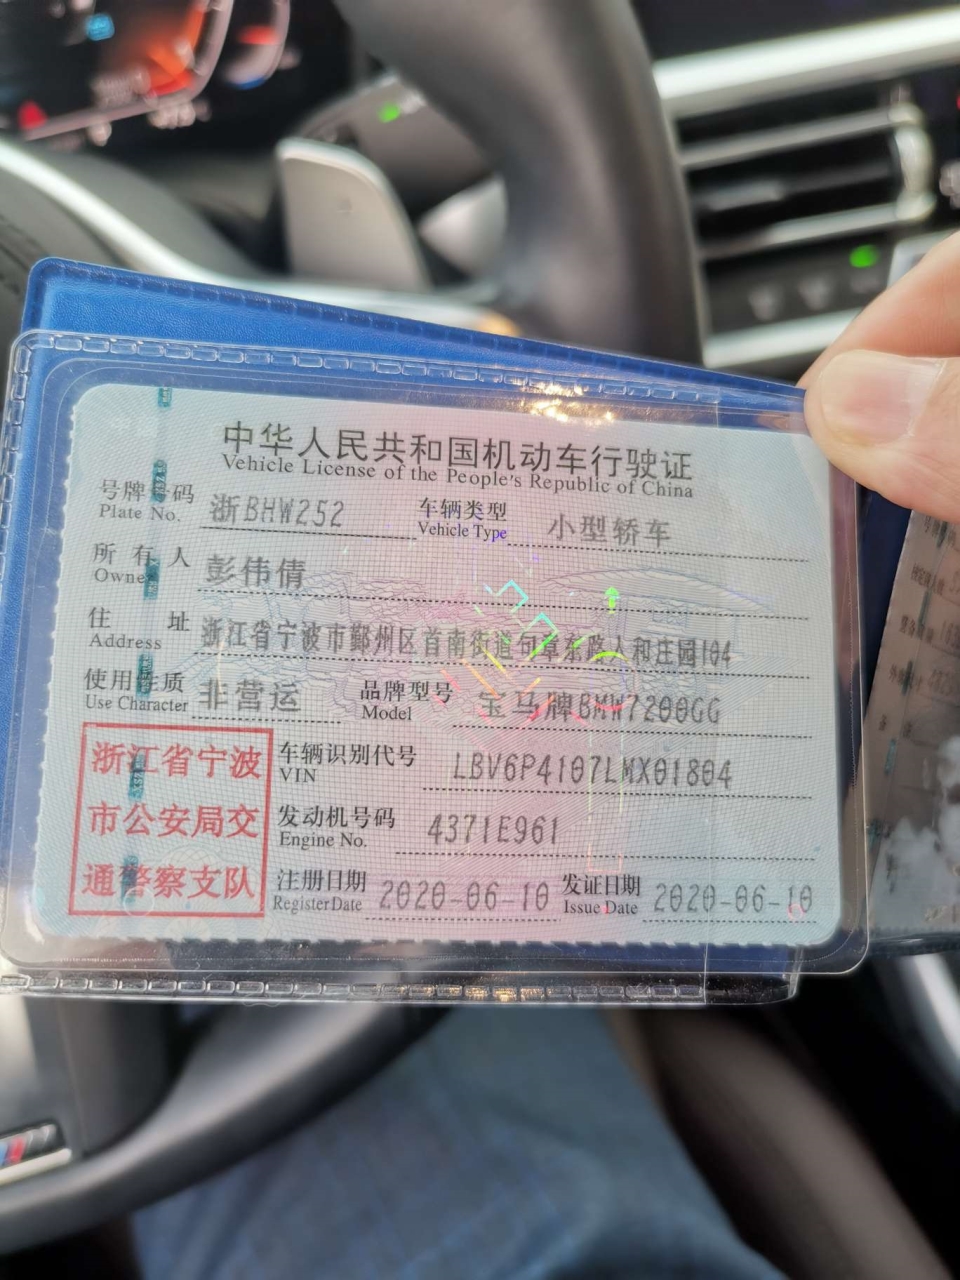 中华人民共和国机动车行驶证
Vehicle License of the People's Republic of China
号牌号码 浙BHW252 车辆类型 小型轿车
Plate No. Vehicle Type
所有人 彭伟倩
Owner
住址 浙江省宁波市鄞州区首南街道句章东路人和庄园104
Address
使用性质 非营运 品牌型号 宝马牌BMW7200GG
Use Character Model
浙江省宁波
市公安局交
通警察支队
车辆识别代号 LBV6P4107LMX01804
VIN
发动机号码 4371E961
Engine No.
注册日期 2020-06-10 发证日期 2020-06-10
Register Date Issue Date